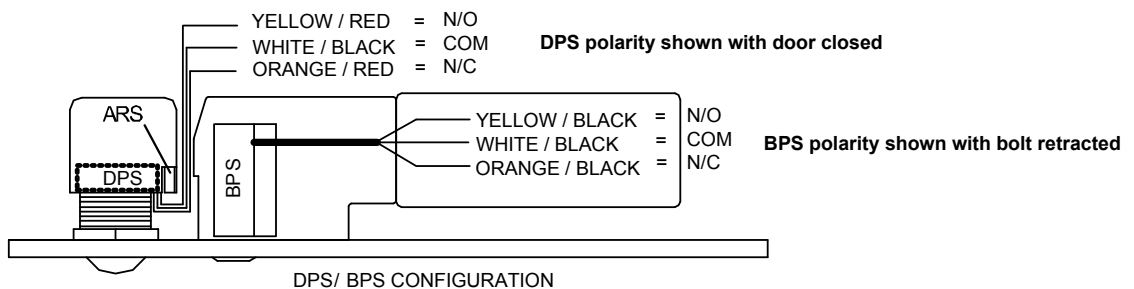 YELLOW / RED = N/O
WHITE / BLACK = COM
ORANGE / RED = N/C
DPS polarity shown with door closed
ARS
DPS
BPS
YELLOW / BLACK = N/O
WHITE / BLACK = COM
ORANGE / BLACK = N/C
BPS polarity shown with bolt retracted
DPS/ BPS CONFIGURATION